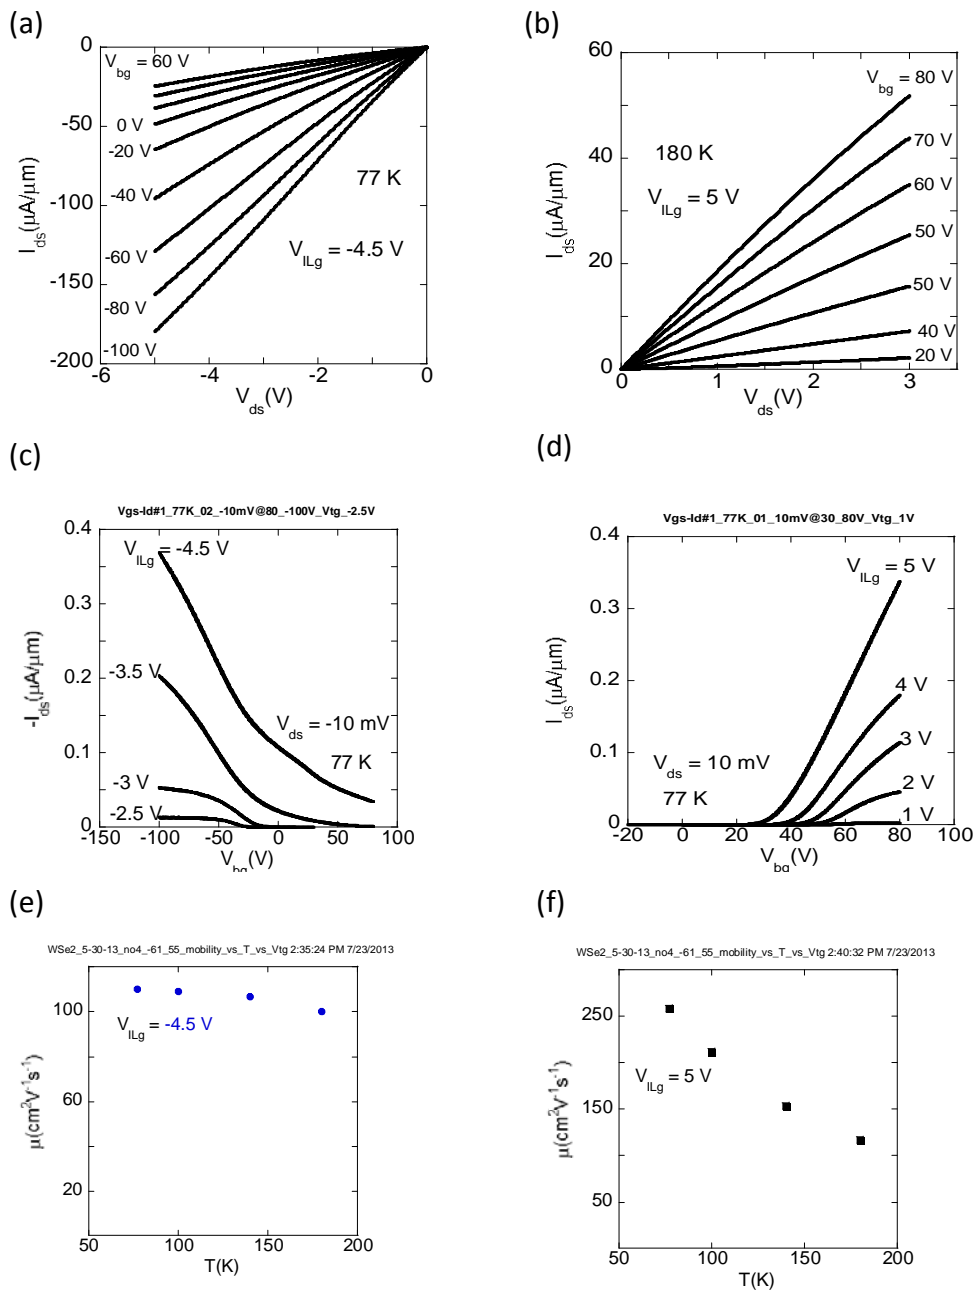 (a)
0
-50
-100
-150
-200
I_ds(μA/μm)
V_bg = 60 V
0 V
-20 V
-40 V
-60 V
-80 V
-100 V
77 K
V_ILg = -4.5 V
-6 -4 -2 0
V_ds(V)
(b)
60
40
20
0
I_ds(μA/μm)
V_bg = 80 V
70 V
60 V
50 V
50 V
40 V
20 V
180 K
V_ILg = 5 V
0 1 2 3
V_ds(V)
(c)
Vgs-Id#1_77K_02_-10mV@80_-100V_Vtg_-2.5V
0.4
0.3
0.2
0.1
0
-I_ds(μA/μm)
V_ILg = -4.5 V
-3.5 V
-3 V
-2.5 V
V_ds = -10 mV
77 K
-100 -50 0 50 100
V_bg(V)
(d)
Vgs-Id#1_77K_01_10mV@30_80V_Vtg_1V
0.4
0.3
0.2
0.1
0
I_ds(μA/μm)
V_ILg = 5 V
4 V
3 V
2 V
1 V
V_ds = 10 mV
77 K
-20 0 20 40 60 80 100
V_bg(V)
(e)
WSe2_5-30-13_no4_-61_55_mobility_vs_T_vs_Vtg 2:35:24 PM 7/23/2013
100
60
20
μ(cm²V⁻¹s⁻¹)
V_ILg = -4.5 V
50 100 150 200
T(K)
(f)
WSe2_5-30-13_no4_-61_55_mobility_vs_T_vs_Vtg 2:40:32 PM 7/23/2013
250
150
50
μ(cm²V⁻¹s⁻¹)
V_ILg = 5 V
50 100 150 200
T(K)